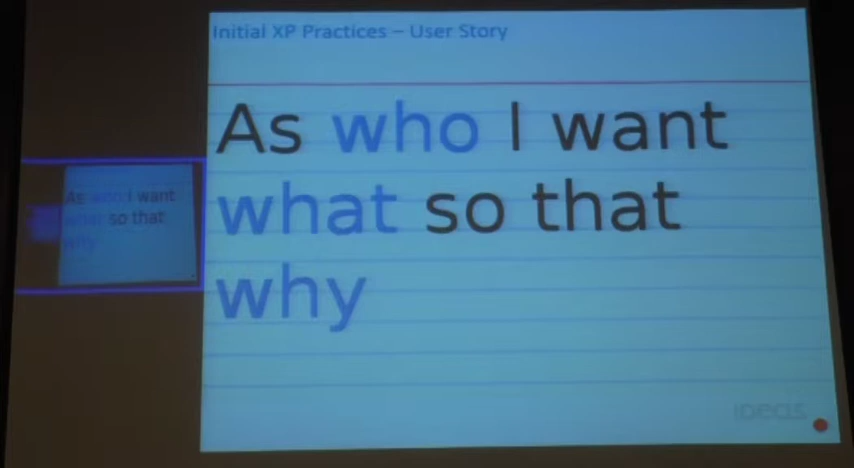 Initial XP Practices – User Story
As who I want
what so that
why
As who I want
what so that
why
IDeaS